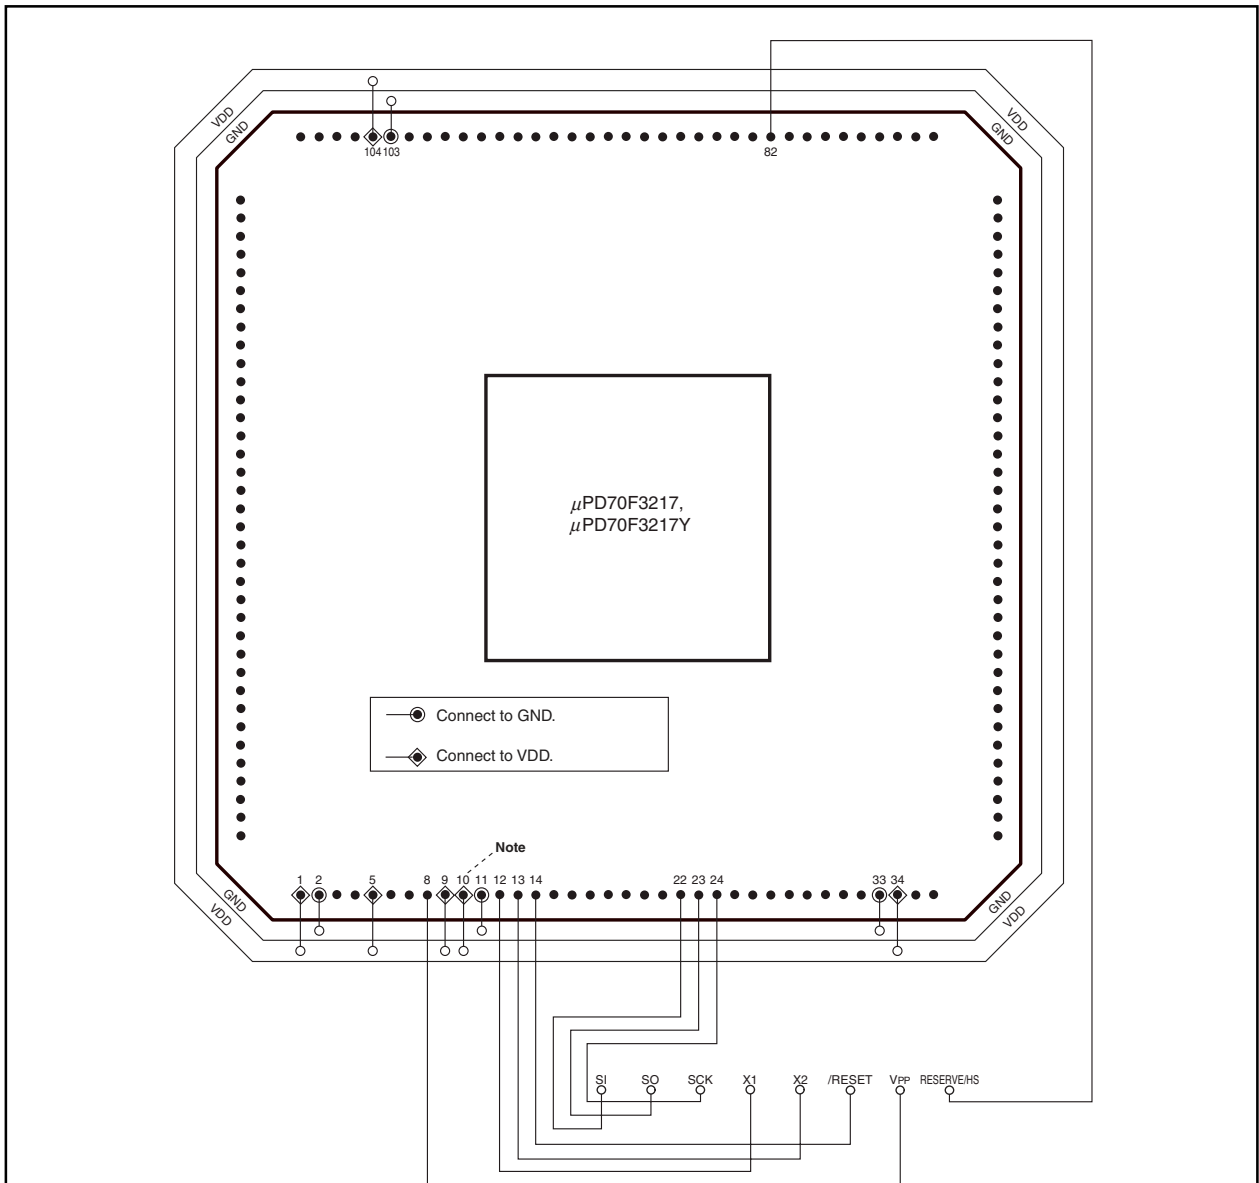 VDD
GND
VDD
GND
104 103
82
μPD70F3217,
μPD70F3217Y
Connect to GND.
Connect to VDD.
Note
1 2 5 8 9 10 11 12 13 14 22 23 24 33 34
GND
VDD
GND
VDD
SI SO SCK X1 X2 /RESET VPP RESERVE/HS